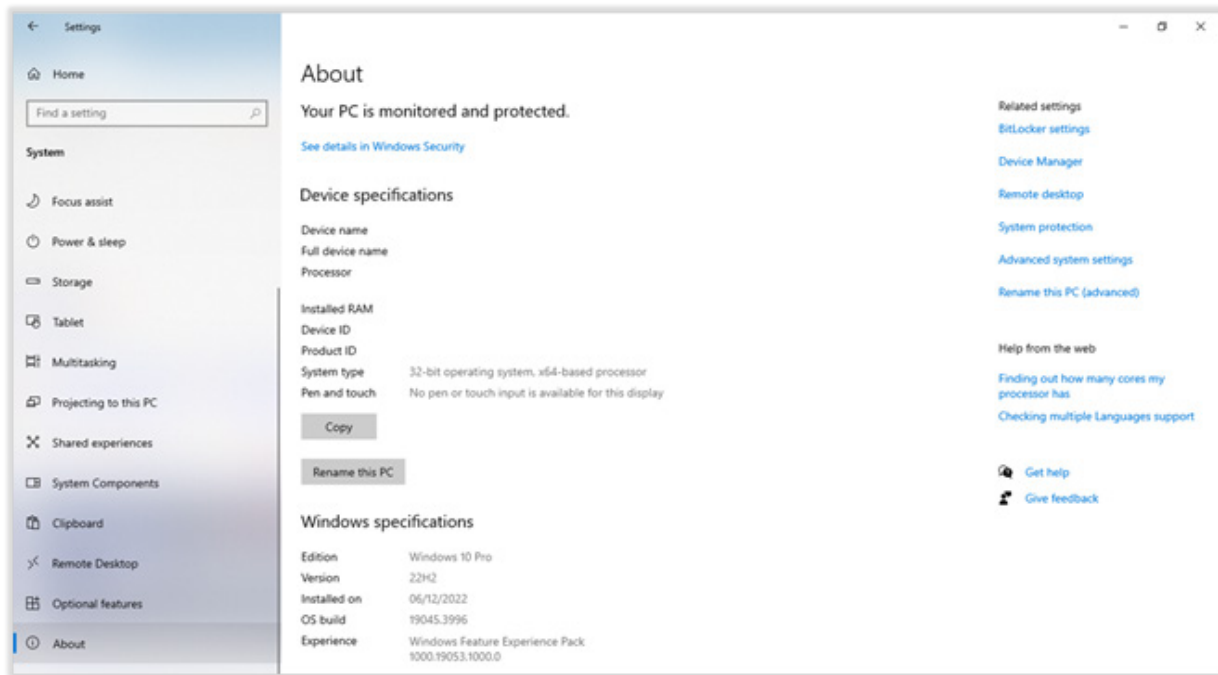 Settings
Home
Find a setting
System
Focus assist
Power & sleep
Storage
Tablet
Multitasking
Projecting to this PC
Shared experiences
System Components
Clipboard
Remote Desktop
Optional features
About
About
Your PC is monitored and protected.
See details in Windows Security
Device specifications
Device name
Full device name
Processor
Installed RAM
Device ID
Product ID
System type 32-bit operating system, x64-based processor
Pen and touch No pen or touch input is available for this display
Copy
Rename this PC
Windows specifications
Edition Windows 10 Pro
Version 22H2
Installed on 06/12/2022
OS build 19045.3996
Experience Windows Feature Experience Pack
1000.19053.1000.0
Related settings
BitLocker settings
Device Manager
Remote desktop
System protection
Advanced system settings
Rename this PC (advanced)
Help from the web
Finding out how many cores my
processor has
Checking multiple Languages support
Get help
Give feedback